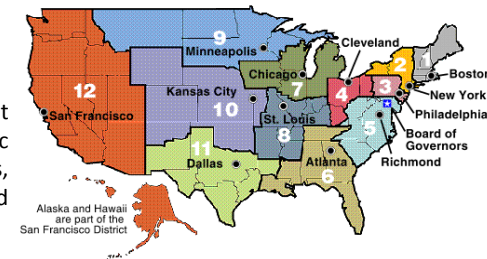 9
Minneapolis
Cleveland
12
Chicago
7
2
Boston
Kansas City
4
3
New York
10
San Francisco
St. Louis
Philadelphia
t
c
8
5
Board of
Governors
11
Dallas
Atlanta
Richmond
6
s,
d
Alaska and Hawaii
are part of the
San Francisco District